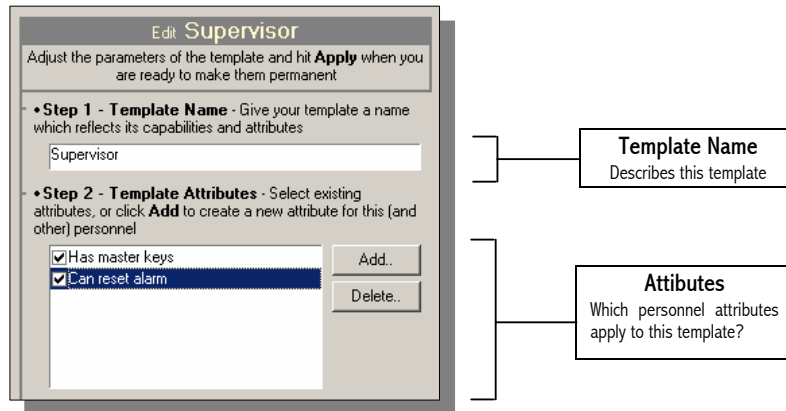 Edit Supervisor
Adjust the parameters of the template and hit Apply when you
are ready to make them permanent
• Step 1 - Template Name - Give your template a name
which reflects its capabilities and attributes
Supervisor
• Step 2 - Template Attributes - Select existing
attributes, or click Add to create a new attribute for this (and
other) personnel
Has master keys
Can reset alarm
Add..
Delete..
Template Name
Describes this template
Attibutes
Which personnel attributes
apply to this template?